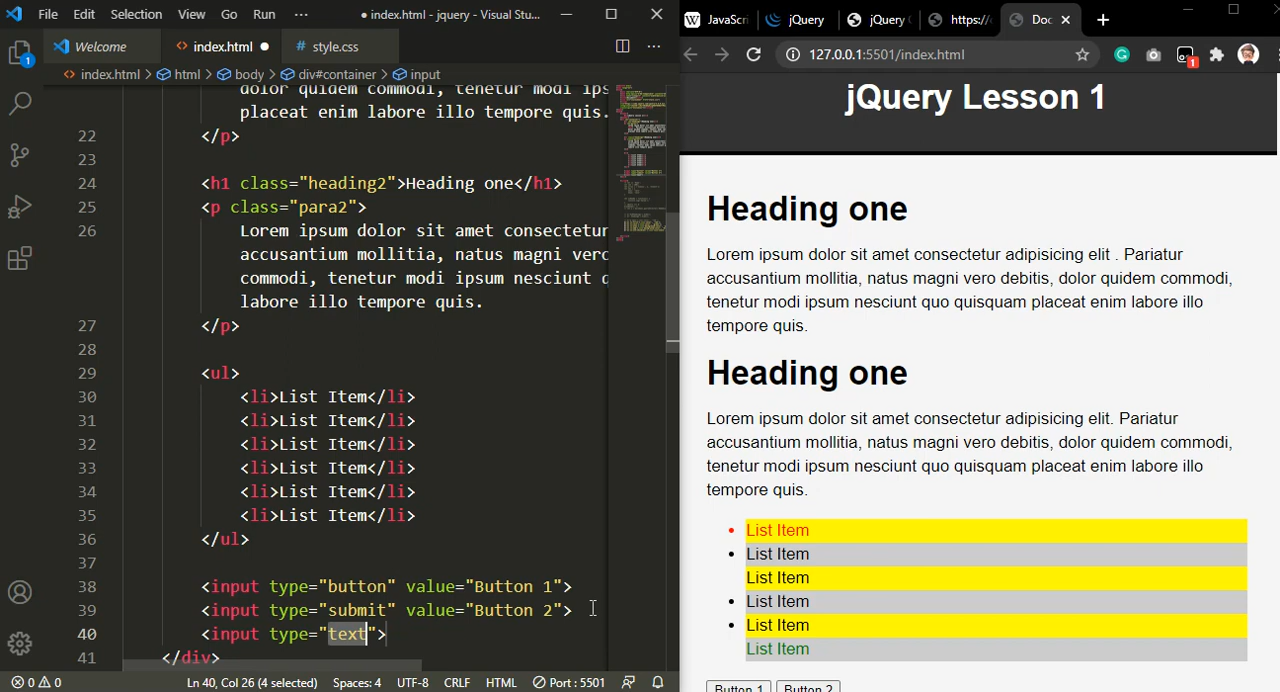 File Edit Selection View Go Run ··· ● index.html - jquery - Visual Stu...
Welcome
index.html ●
style.css
index.html > html > body > div#container > input
dolor quidem commodi, tenetur modi ips
placeat enim labore illo tempore quis.
22 </p>
23
24 <h1 class="heading2">Heading one</h1>
25 <p class="para2">
26 Lorem ipsum dolor sit amet consectetur
accusantium mollitia, natus magni verc
commodi, tenetur modi ipsum nesciunt q
labore illo tempore quis.
27 </p>
28
29 <ul>
30 <li>List Item</li>
31 <li>List Item</li>
32 <li>List Item</li>
33 <li>List Item</li>
34 <li>List Item</li>
35 <li>List Item</li>
36 </ul>
37
38 <input type="button" value="Button 1">
39 <input type="submit" value="Button 2">
40 <input type="text">
41 </div>
0 0 Ln 40, Col 26 (4 selected) Spaces: 4 UTF-8 CRLF HTML Port : 5501
JavaScri
jQuery
jQuery
https://
Doc
127.0.0.1:5501/index.html
1
1
jQuery Lesson 1
Heading one
Lorem ipsum dolor sit amet consectetur adipisicing elit . Pariatur
accusantium mollitia, natus magni vero debitis, dolor quidem commodi,
tenetur modi ipsum nesciunt quo quisquam placeat enim labore illo
tempore quis.
Heading one
Lorem ipsum dolor sit amet consectetur adipisicing elit. Pariatur
accusantium mollitia, natus magni vero debitis, dolor quidem commodi,
tenetur modi ipsum nesciunt quo quisquam placeat enim labore illo
tempore quis.
List Item
List Item
List Item
List Item
List Item
List Item
Button 1 Button 2